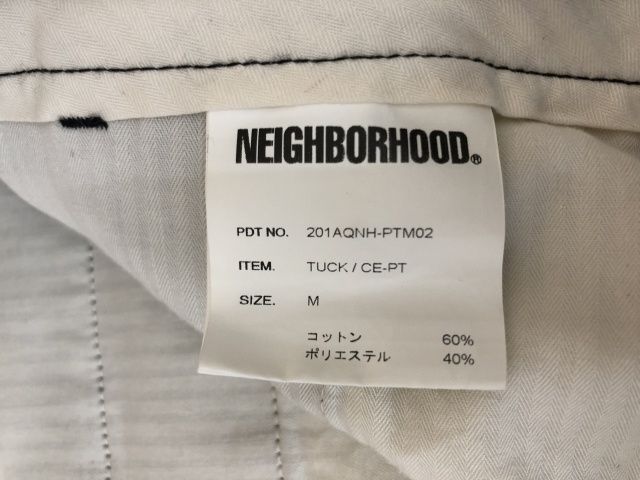 NEIGHBORHOOD®
PDT NO. 201AQNH-PTM02
ITEM. TUCK / CE-PT
SIZE. M
コットン 60%
ポリエステル 40%